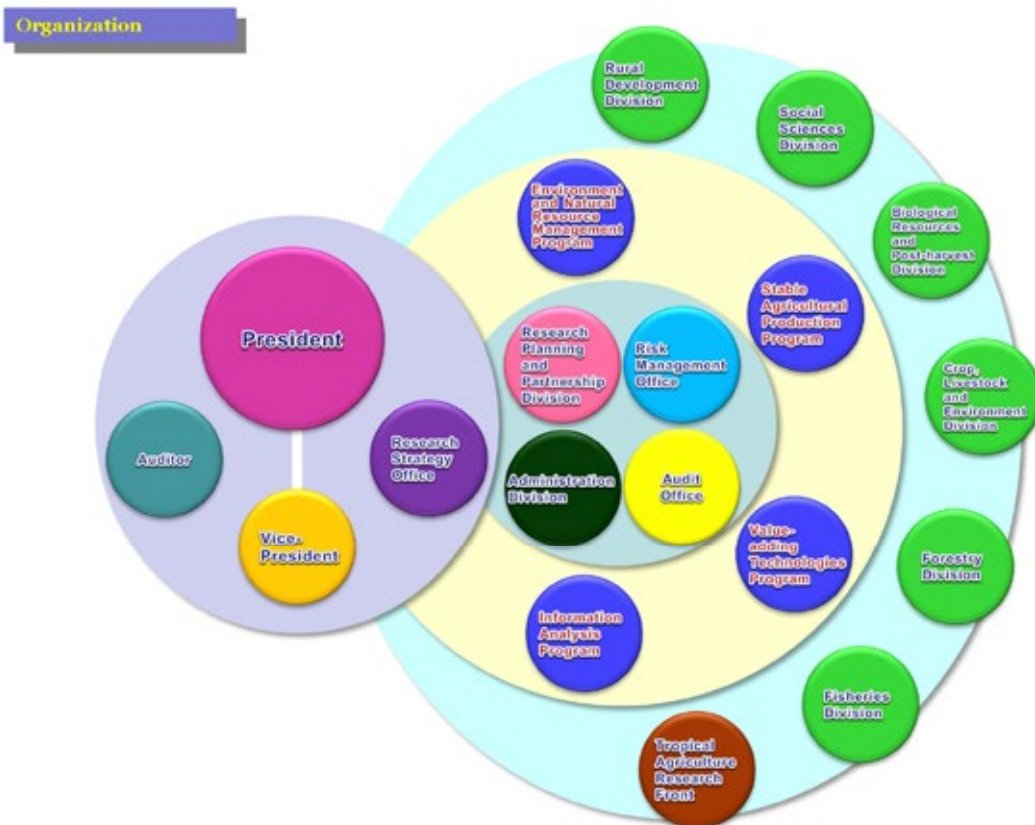 Organization
Rural
Development
Division
Social
Sciences
Division
Environment
and Natural
Resource
Management
Program
Biological
Resources
and
Post-harvest
Division
Stable
Agricultural
Production
Program
President
Research
Planning
and
Partnership
Division
Risk
Management
Office
Crop,
Livestock
and
Environment
Division
Auditor
Research
Strategy
Office
Administration
Division
Audit
Office
Vice-
President
Value-
adding
Technologies
Program
Forestry
Division
Information
Analysis
Program
Fisheries
Division
Tropical
Agriculture
Research
Front